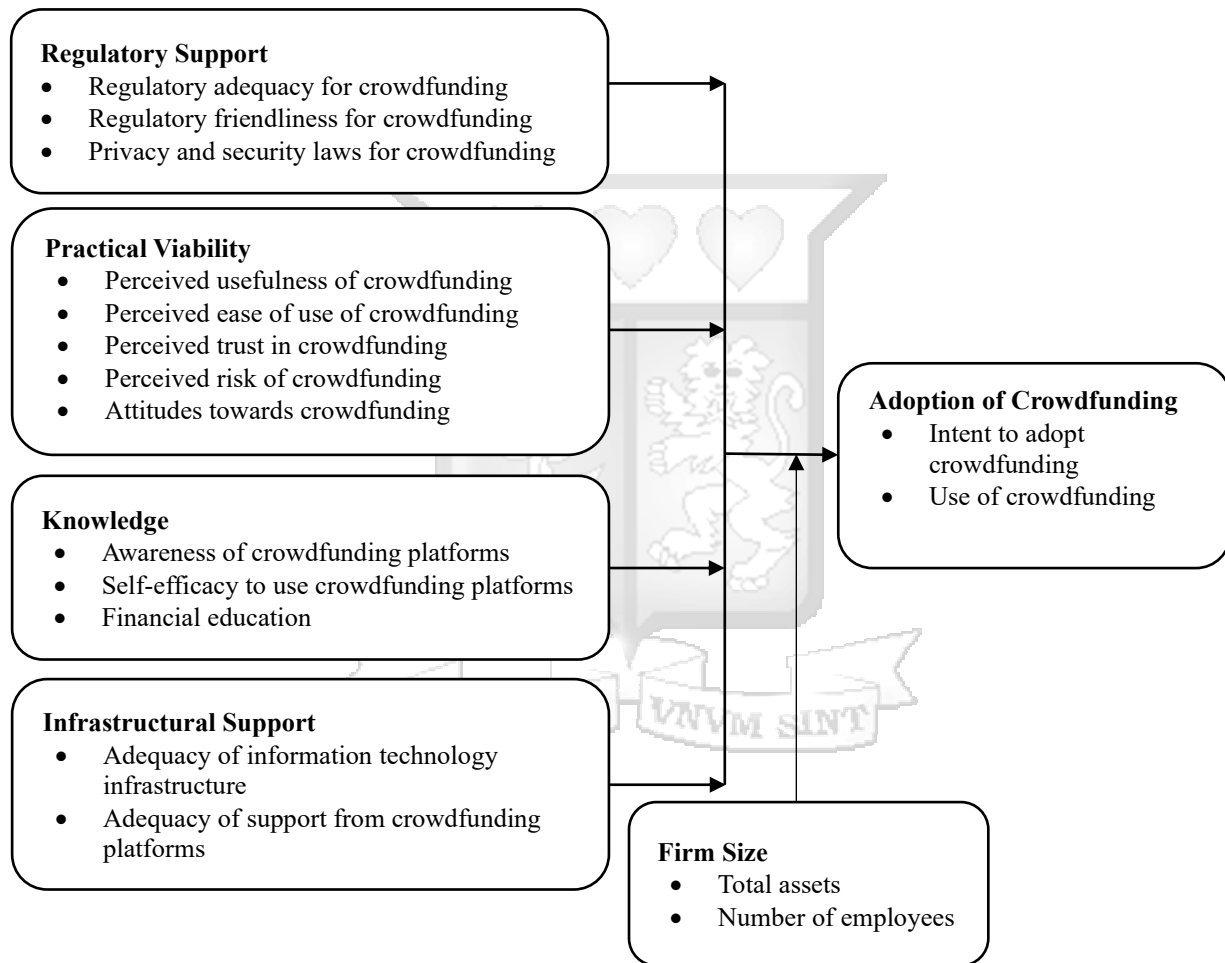 Regulatory Support
• Regulatory adequacy for crowdfunding
• Regulatory friendliness for crowdfunding
• Privacy and security laws for crowdfunding
Practical Viability
• Perceived usefulness of crowdfunding
• Perceived ease of use of crowdfunding
• Perceived trust in crowdfunding
• Perceived risk of crowdfunding
• Attitudes towards crowdfunding
Knowledge
• Awareness of crowdfunding platforms
• Self-efficacy to use crowdfunding platforms
• Financial education
Infrastructural Support
• Adequacy of information technology
infrastructure
• Adequacy of support from crowdfunding
platforms
Firm Size
• Total assets
• Number of employees
Adoption of Crowdfunding
• Intent to adopt
crowdfunding
• Use of crowdfunding
VNVM SINT